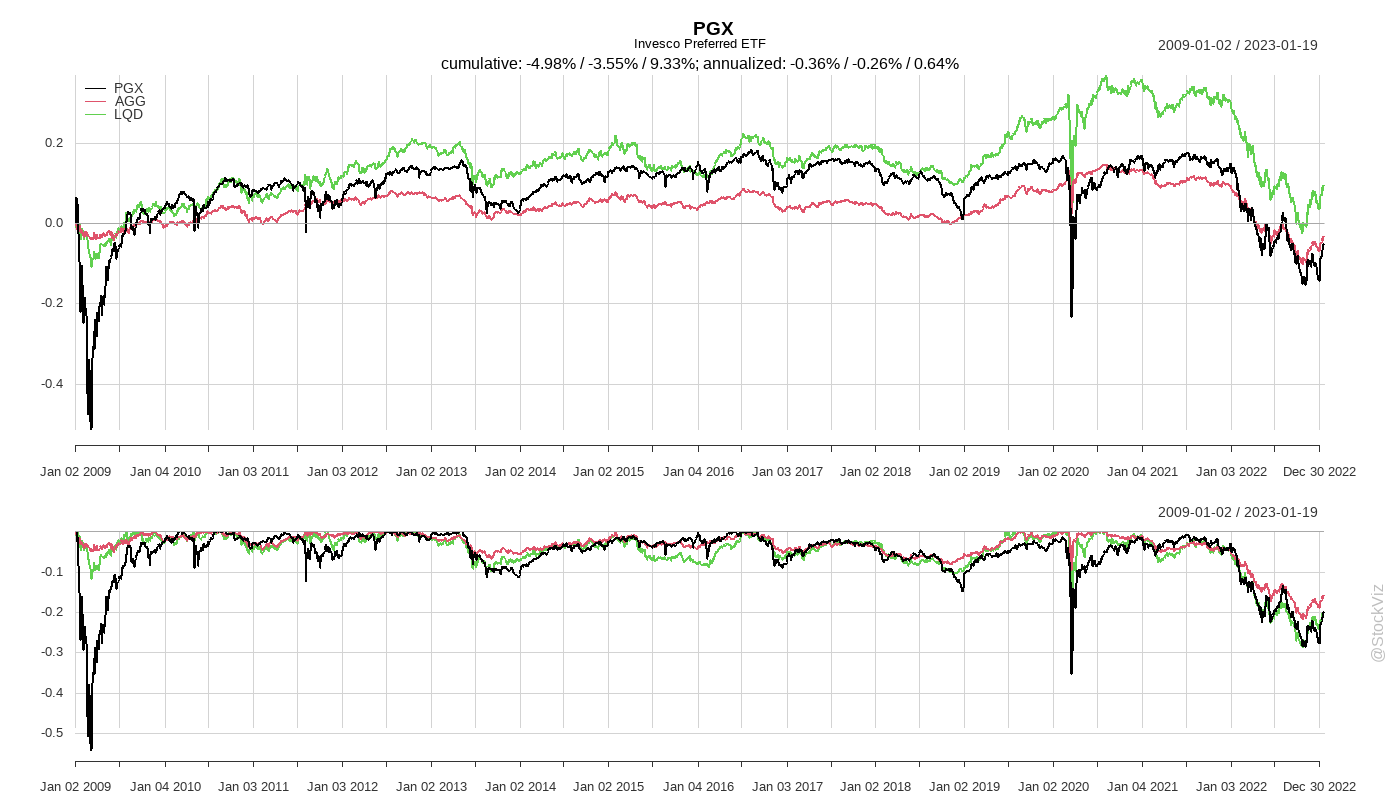 PGX
Invesco Preferred ETF
2009-01-02 / 2023-01-19
cumulative: -4.98% / -3.55% / 9.33%; annualized: -0.36% / -0.26% / 0.64%
PGX
AGG
LQD
0.2
0.0
-0.2
-0.4
Jan 02 2009 Jan 04 2010 Jan 03 2011 Jan 03 2012 Jan 02 2013 Jan 02 2014 Jan 02 2015 Jan 04 2016 Jan 03 2017 Jan 02 2018 Jan 02 2019 Jan 02 2020 Jan 04 2021 Jan 03 2022 Dec 30 2022
2009-01-02 / 2023-01-19
-0.1
-0.2
-0.3
-0.4
-0.5
Jan 02 2009 Jan 04 2010 Jan 03 2011 Jan 03 2012 Jan 02 2013 Jan 02 2014 Jan 02 2015 Jan 04 2016 Jan 03 2017 Jan 02 2018 Jan 02 2019 Jan 02 2020 Jan 04 2021 Jan 03 2022 Dec 30 2022
@StockViz